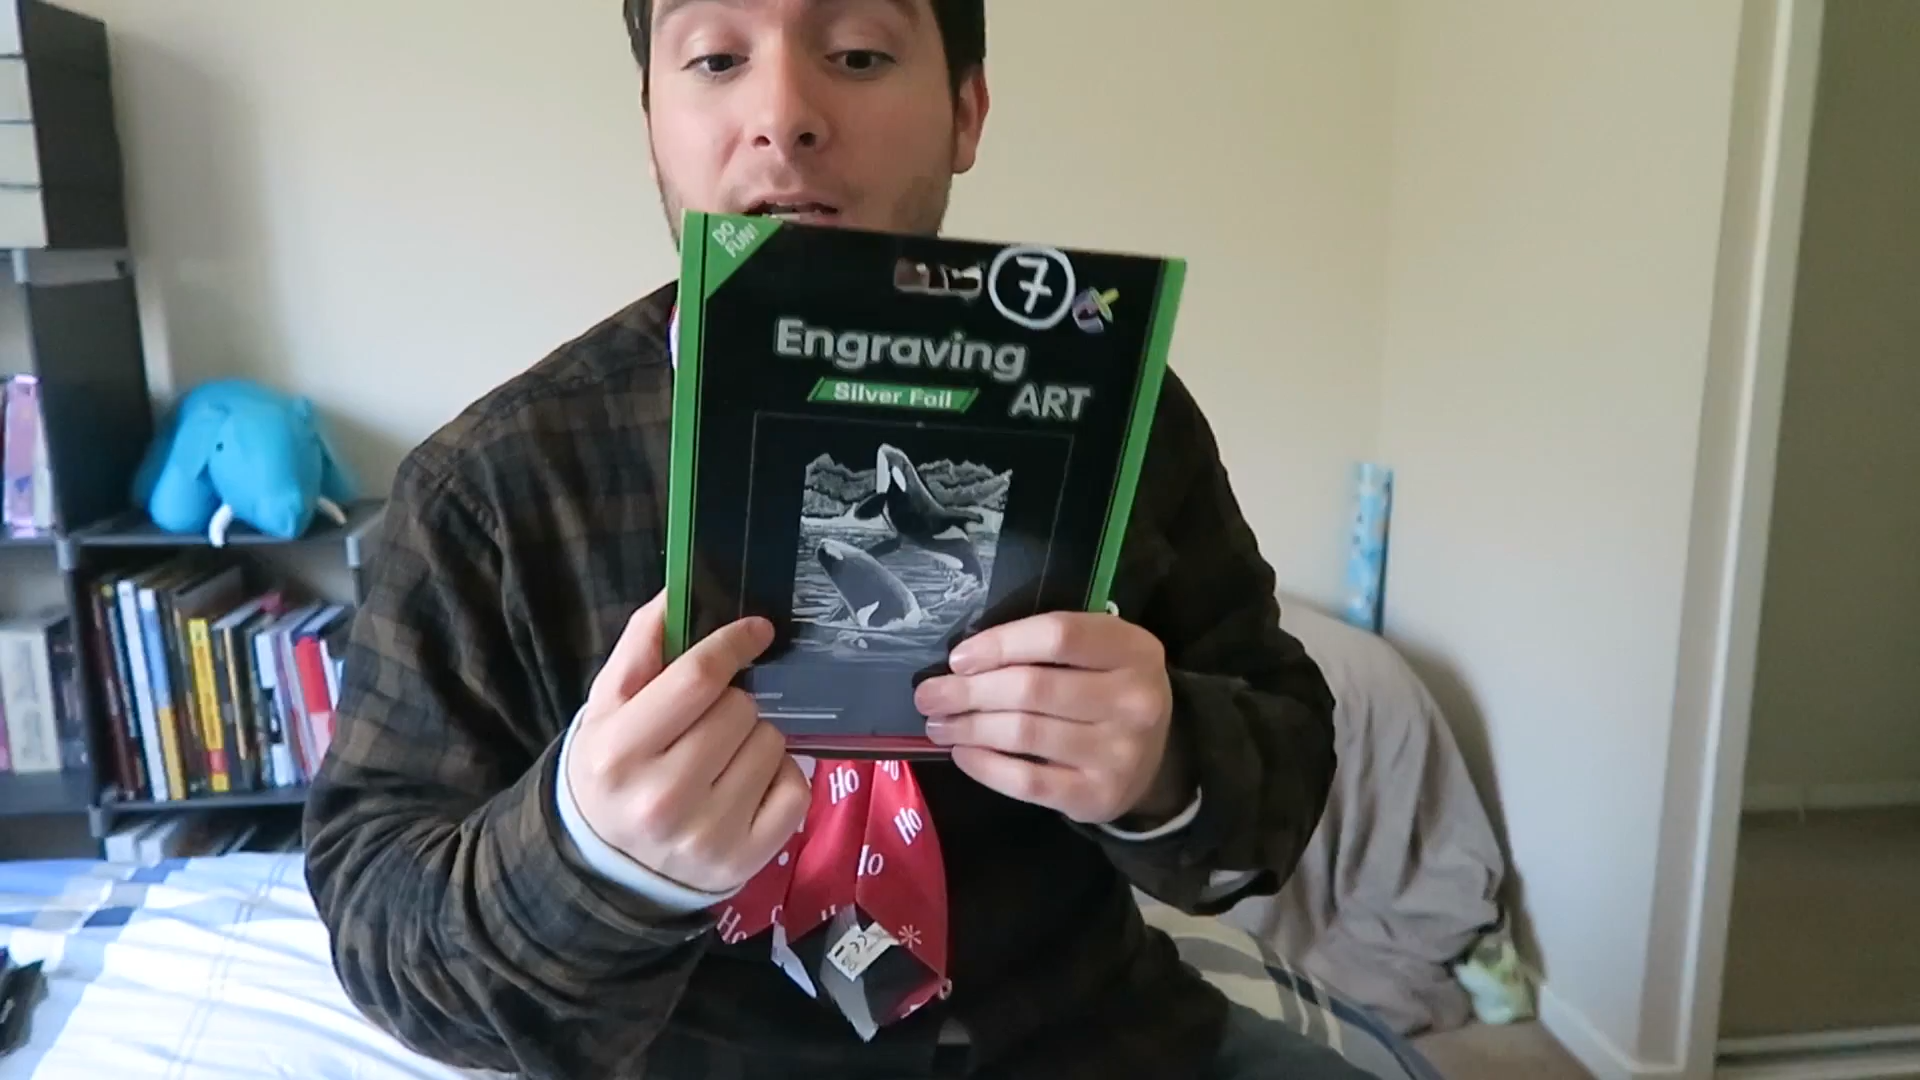 DO
FUN!
7
Engraving
Silver Foil
ART
Ho
Ho
Ho
Ho